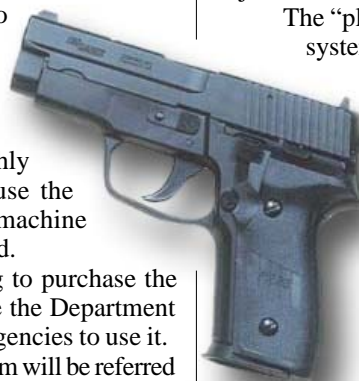 o
nly
use the
machine
d.
g to purchase the
e the Department
gencies to use it.
m will be referred
The “pl
syste